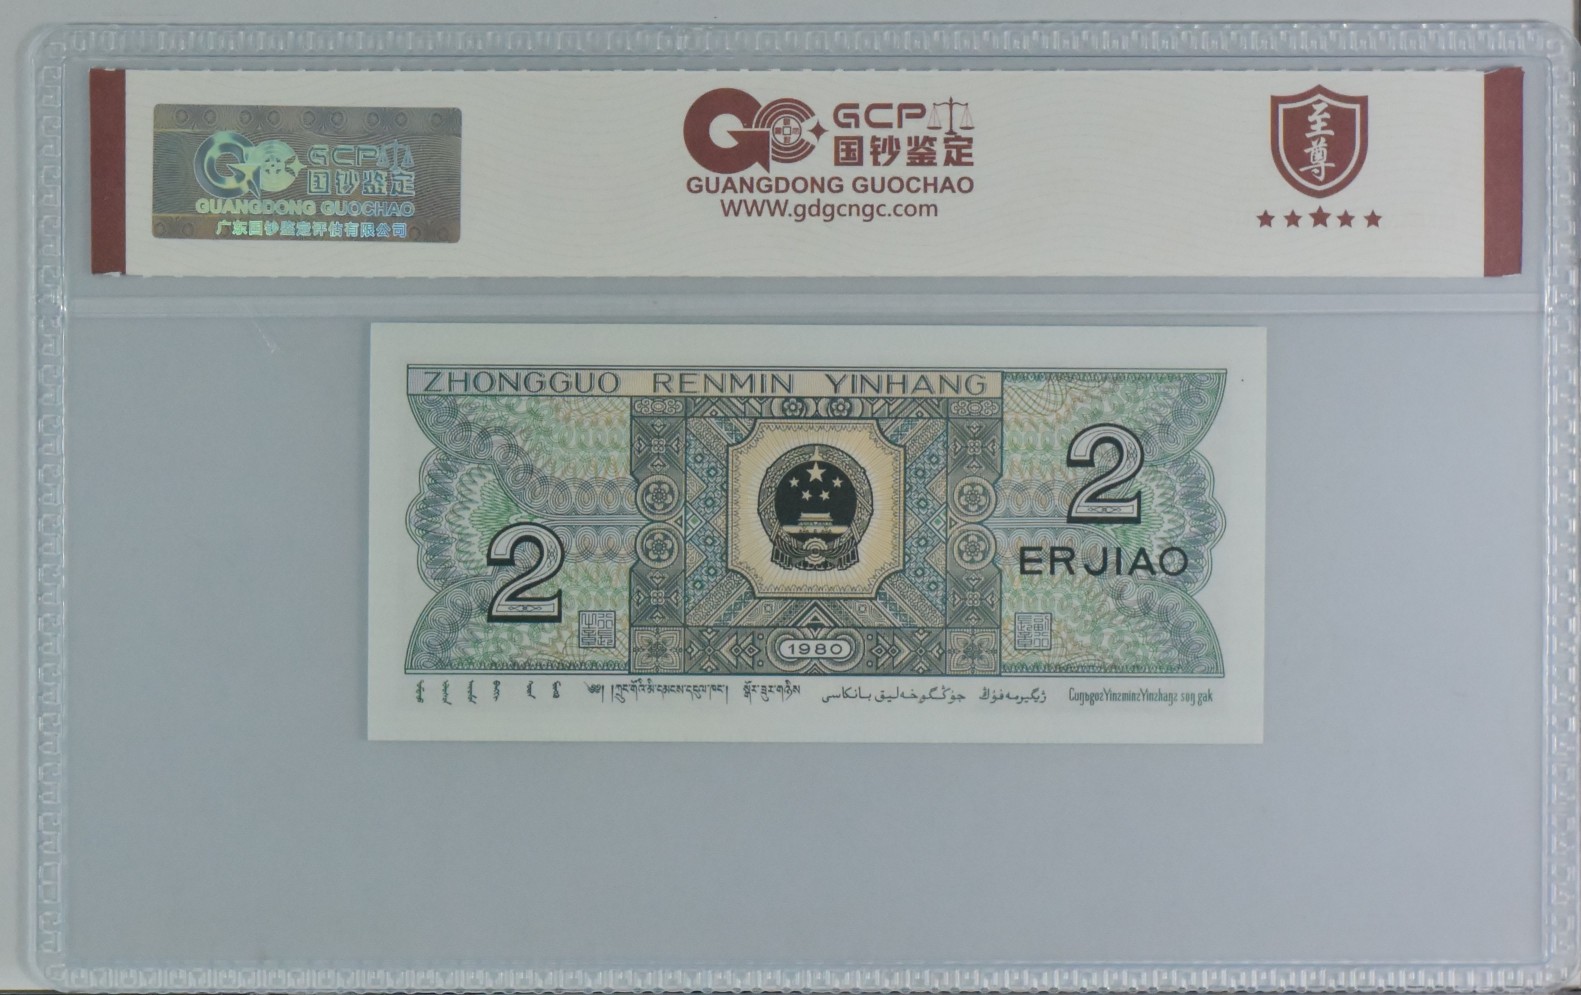 GCP
国钞鉴定
GUANGDONG GUOCHAO
广东国钞鉴定评估有限公司
GCP
国钞鉴定
GUANGDONG GUOCHAO
www.gdgcngc.com
至尊
ZHONGGUO RENMIN YINHANG
2
2
ERJIAO
1980
جۇڭگوخەلىق بانكاسى